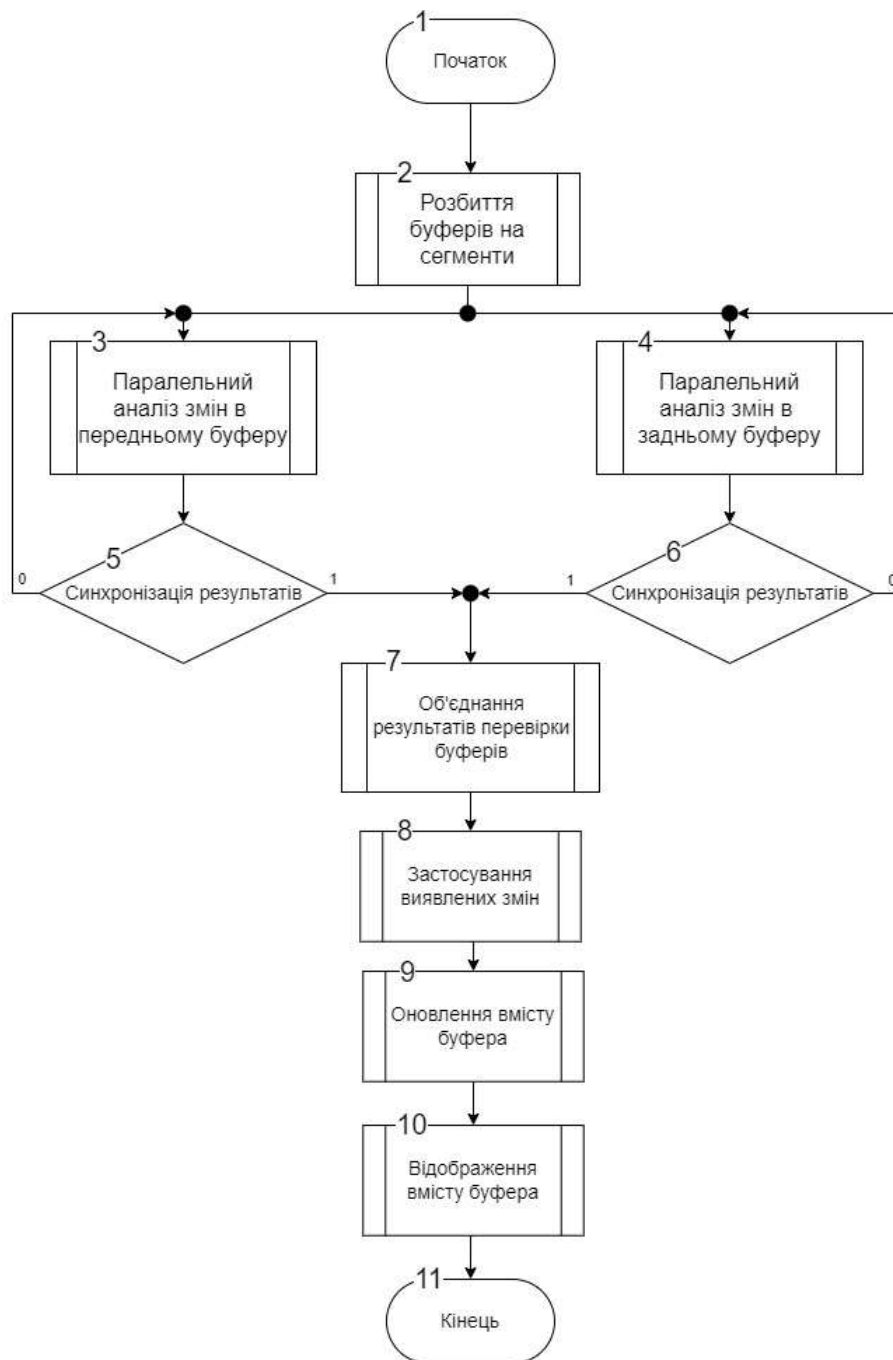 1
Початок
2
Розбиття
буферів на
сегменти
3
Паралельний
аналіз змін в
передньому буферу
4
Паралельний
аналіз змін в
задньому буферу
5
Синхронізація результатів
0
1
6
Синхронізація результатів
1
0
7
Об'єднання
результатів перевірки
буферів
8
Застосування
виявлених змін
9
Оновлення вмісту
буфера
10
Відображення
вмісту буфера
11
Кінець